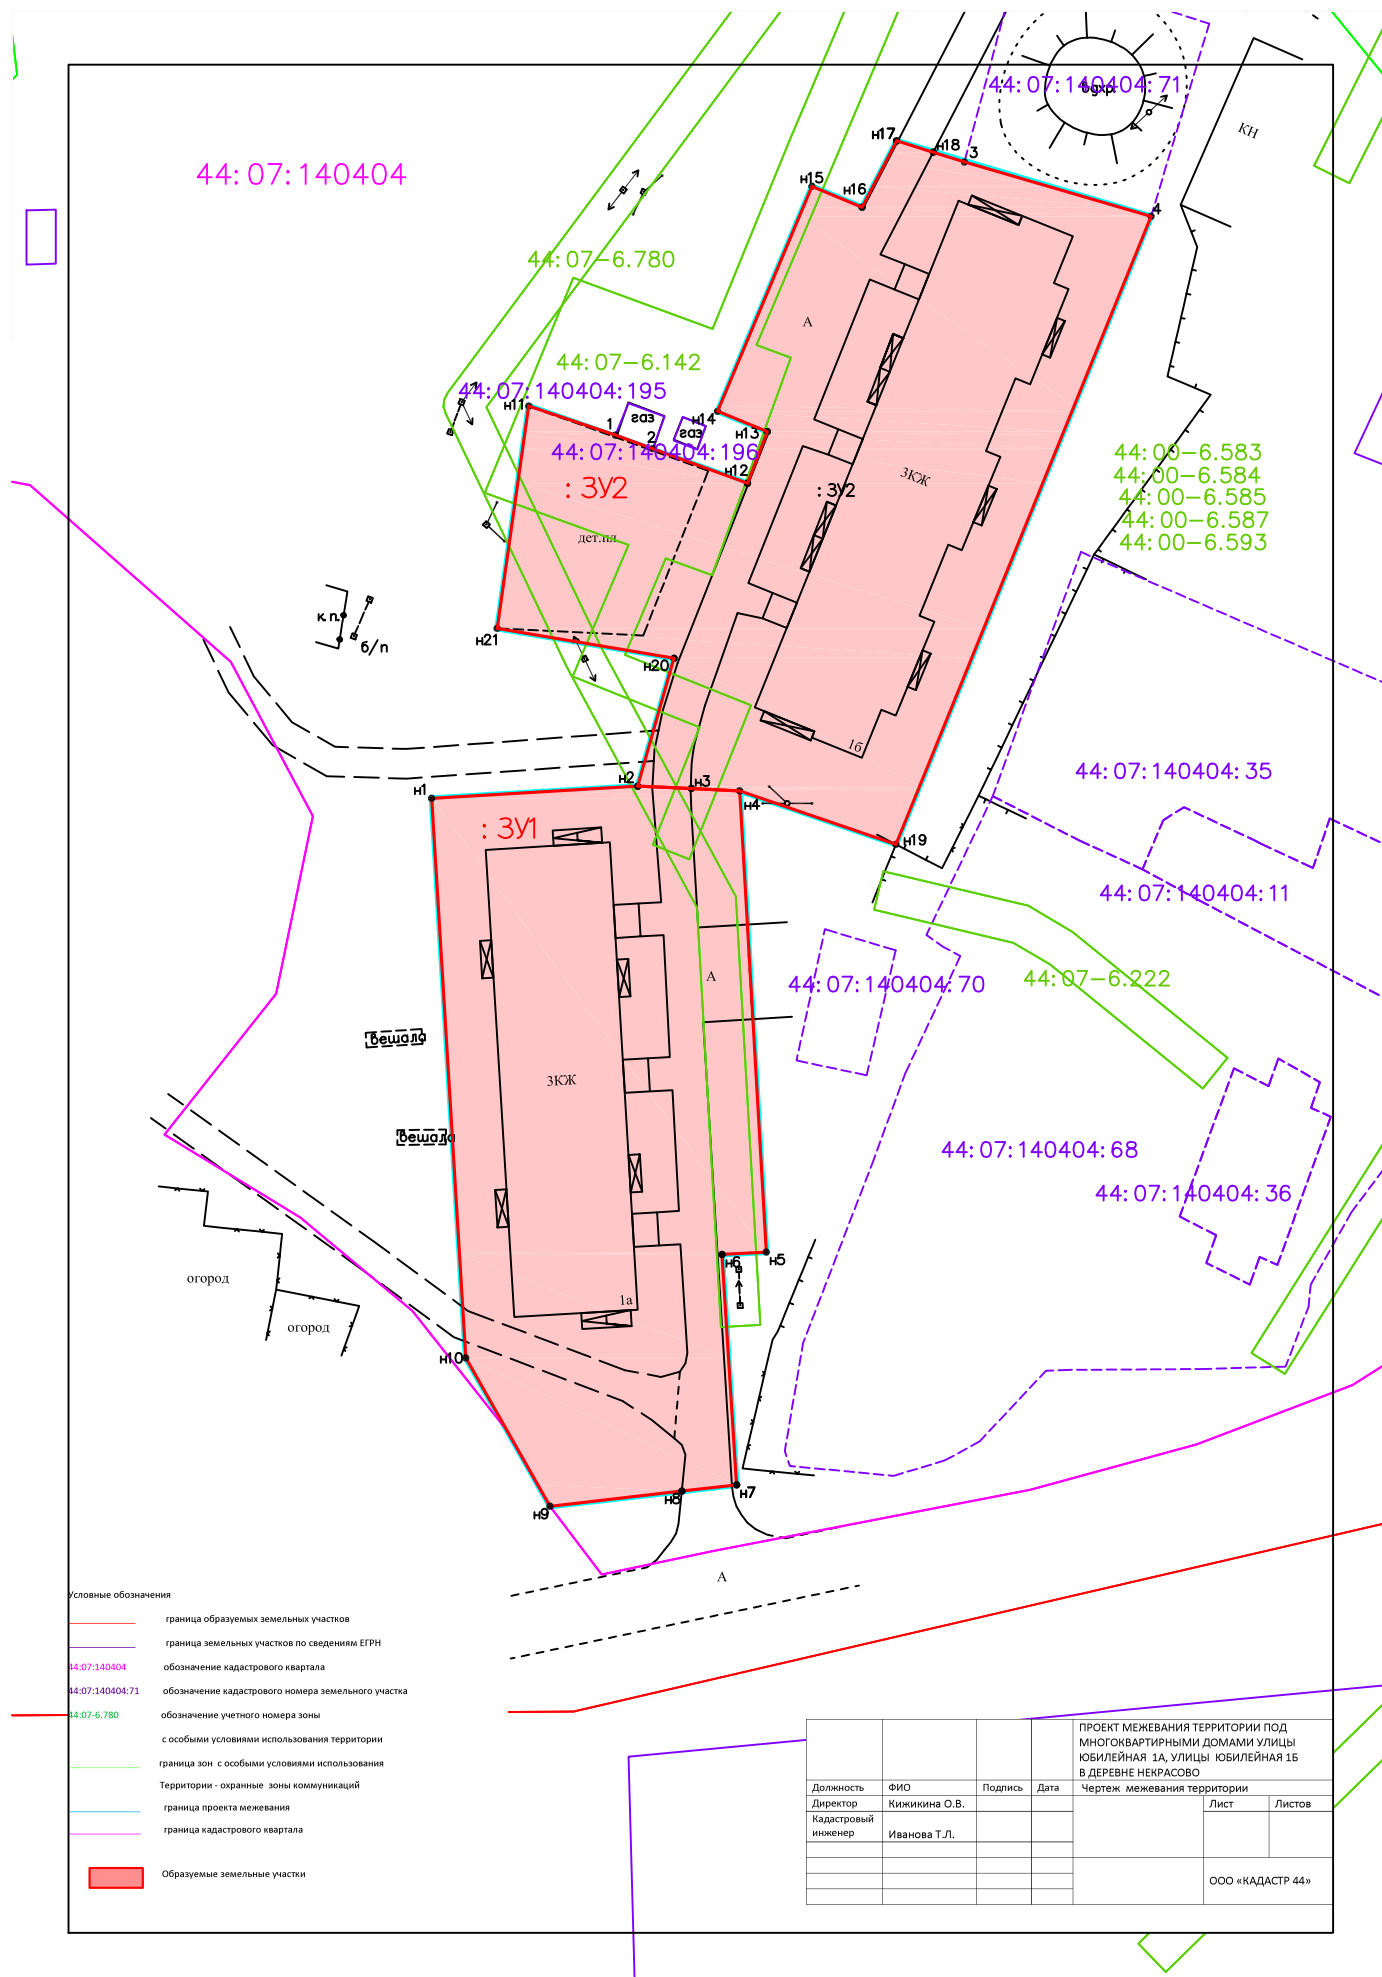 44:07:140404:71
вдхр.
КН
н17
н18
3
44:07:140404
н15
н16
4
44:07-6.780
А
44:07-6.142
44:07:140404:195
н11
газ
н14
1
газ
н13
2
44:07:140404:196
н12
44:00-6.583
44:00-6.584
44:00-6.585
44:00-6.587
44:00-6.593
3КЖ
:ЗУ2
:ЗУ2
дет.пл
к.п.
б/п
н21
н20
1б
44:07:140404:35
н2
н3
н1
н4
:ЗУ1
н19
44:07:140404:11
А
44:07:140404:70
44:07-6.222
вешала
3КЖ
вешала
44:07:140404:68
44:07:140404:36
н6
н5
огород
1а
огород
н10
н7
н8
н9
А
Условные обозначения
граница образуемых земельных участков
граница земельных участков по сведениям ЕГРН
44:07:140404 обозначение кадастрового квартала
44:07:140404:71 обозначение кадастрового номера земельного участка
44:07-6.780 обозначение учетного номера зоны
с особыми условиями использования территории
граница зон с особыми условиями использования
Территории - охранные зоны коммуникаций
граница проекта межевания
граница кадастрового квартала
Образуемые земельные участки
ПРОЕКТ МЕЖЕВАНИЯ ТЕРРИТОРИИ ПОД
МНОГОКВАРТИРНЫМИ ДОМАМИ УЛИЦЫ
ЮБИЛЕЙНАЯ 1А, УЛИЦЫ ЮБИЛЕЙНАЯ 1Б
В ДЕРЕВНЕ НЕКРАСОВО
Должность ФИО Подпись Дата Чертеж межевания территории
Директор Кижикина О.В. Лист Листов
Кадастровый
инженер Иванова Т.Л.
ООО «КАДАСТР 44»